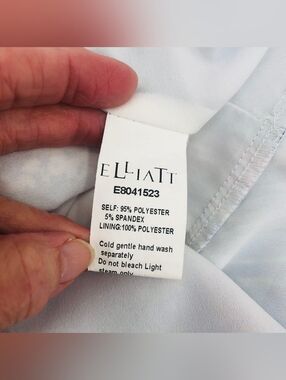 ELLIATT
E8041523
SELF: 95% POLYESTER
5% SPANDEX
LINING:100% POLYESTER
Cold gentle hand wash
separately
Do not bleach Light
steam only